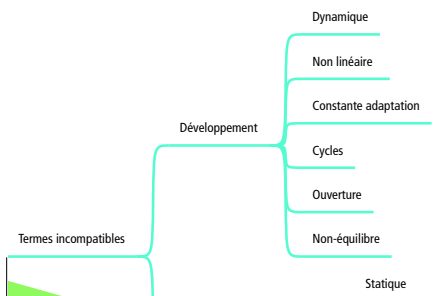 Dynamique
Non linéaire
Constante adaptation
Développement
Cycles
Ouverture
Termes incompatibles
Non-équilibre
Statique